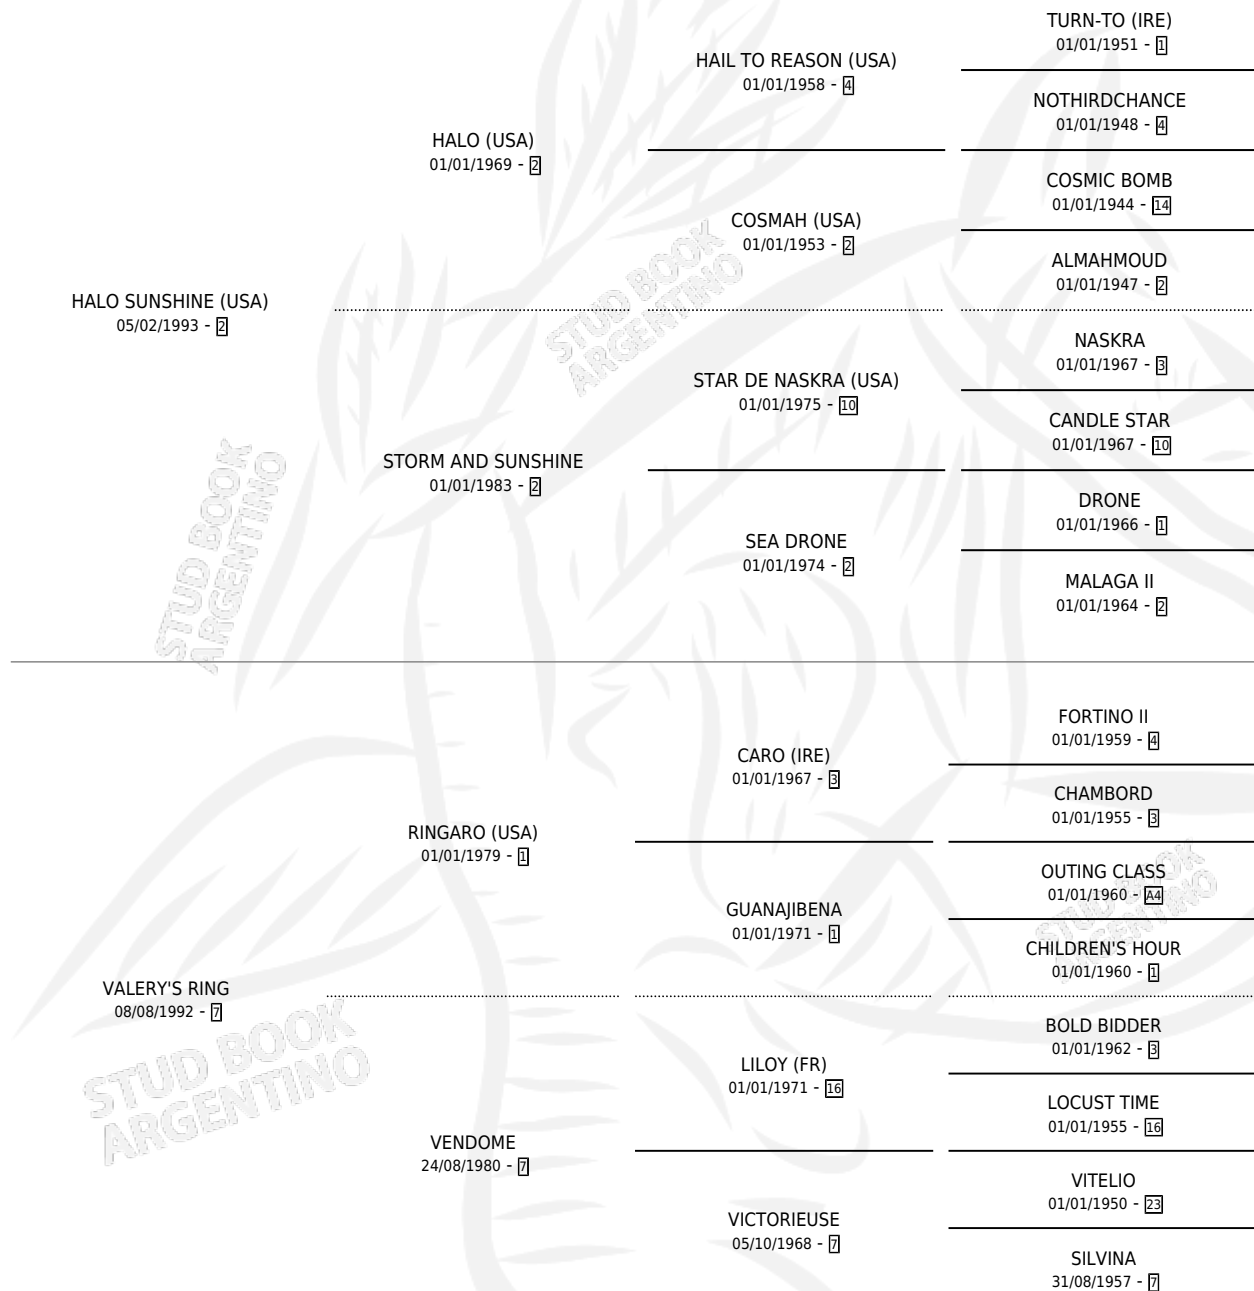 TURN-TO (IRE)
01/01/1951 - 1
HAIL TO REASON (USA)
01/01/1958 - 4
NOTHIRDCHANCE
01/01/1948 - 4
HALO (USA)
01/01/1969 - 2
COSMIC BOMB
01/01/1944 - 14
COSMAH (USA)
01/01/1953 - 2
ALMAHMOUD
01/01/1947 - 2
HALO SUNSHINE (USA)
05/02/1993 - 2
NASKRA
01/01/1967 - 3
STAR DE NASKRA (USA)
01/01/1975 - 10
CANDLE STAR
01/01/1967 - 10
STORM AND SUNSHINE
01/01/1983 - 2
DRONE
01/01/1966 - 1
SEA DRONE
01/01/1974 - 2
MALAGA II
01/01/1964 - 2
STUD BOOK
ARGENTINO
STUD BOOK
ARGENTINO
FORTINO II
01/01/1959 - 4
CARO (IRE)
01/01/1967 - 3
CHAMBORD
01/01/1955 - 3
RINGARO (USA)
01/01/1979 - 1
OUTING CLASS
01/01/1960 - A4
GUANAJIBENA
01/01/1971 - 1
CHILDREN'S HOUR
01/01/1960 - 1
VALERY'S RING
08/08/1992 - 7
BOLD BIDDER
01/01/1962 - 3
LILOY (FR)
01/01/1971 - 16
LOCUST TIME
01/01/1955 - 16
VENDOME
24/08/1980 - 7
VITELIO
01/01/1950 - 23
VICTORIEUSE
05/10/1968 - 7
SILVINA
31/08/1957 - 7
STUD BOOK
ARGENTINO
STUD BOOK
ARGENTINO